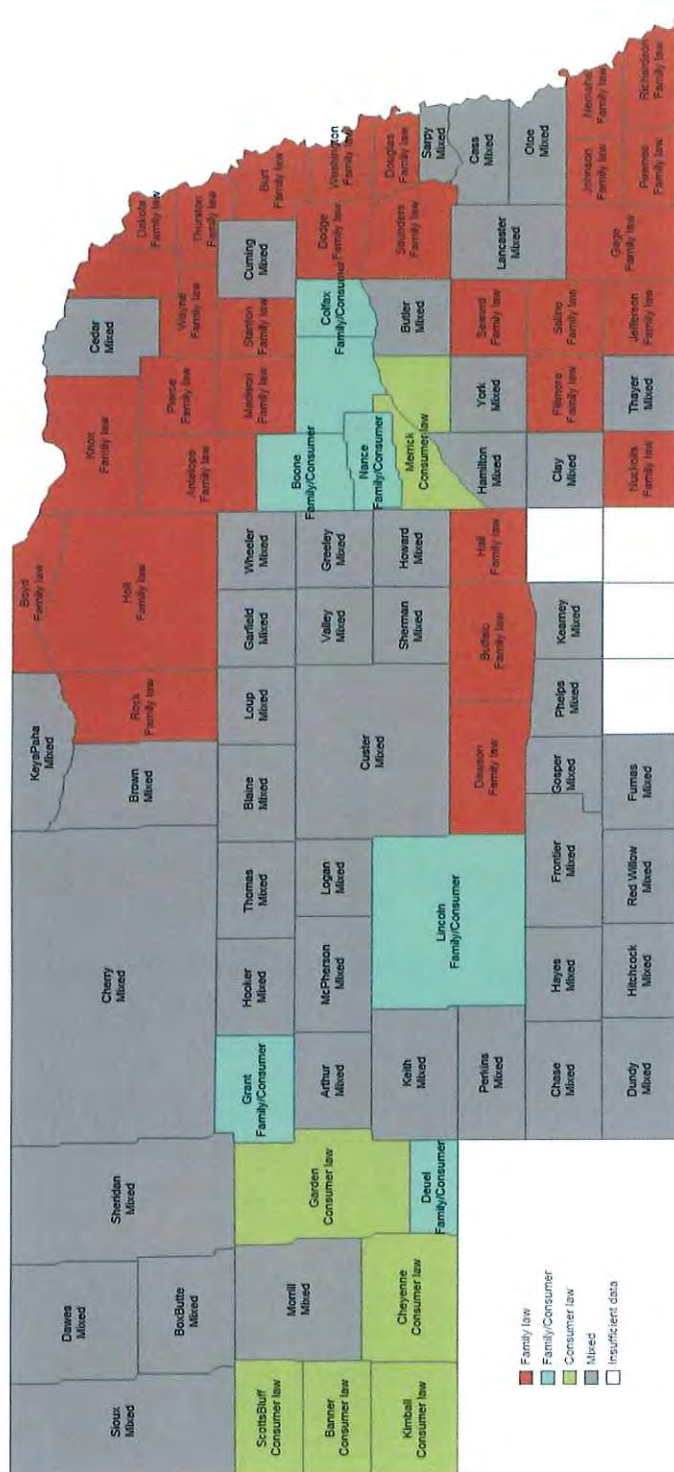 Sioux
Mixed
Dawes
Mixed
BoxButte
Mixed
Sheridan
Mixed
Cherry
Mixed
KeyaPaha
Mixed
Brown
Mixed
Rock
Family law
Boyd
Family law
Holt
Family law
Knox
Family law
Antelope
Family law
Cedar
Mixed
Pierce
Family law
Wayne
Family law
Dakota
Family law
Thurston
Family law
Madison
Family law
Stanton
Family law
Cuming
Mixed
Burt
Family law
ScottsBluff
Consumer law
Banner
Consumer law
Kimball
Consumer law
Morrill
Mixed
Cheyenne
Consumer law
Garden
Consumer law
Deuel
Family/Consumer
Grant
Family/Consumer
Hooker
Mixed
Thomas
Mixed
Blaine
Mixed
Loup
Mixed
Garfield
Mixed
Wheeler
Mixed
Boone
Family/Consumer
Arthur
Mixed
McPherson
Mixed
Logan
Mixed
Custer
Mixed
Valley
Mixed
Greeley
Mixed
Nance
Family/Consumer
Colfax
Family/Consumer
Dodge
Family law
Washington
Family law
Keith
Mixed
Lincoln
Family/Consumer
Sherman
Mixed
Howard
Mixed
Merrick
Consumer law
Butler
Mixed
Saunders
Family law
Douglas
Family law
Sarpy
Mixed
Perkins
Mixed
Dawson
Family law
Buffalo
Family law
Hall
Family law
Hamilton
Mixed
York
Mixed
Seward
Family law
Lancaster
Mixed
Cass
Mixed
Otoe
Mixed
Chase
Mixed
Hayes
Mixed
Frontier
Mixed
Gosper
Mixed
Phelps
Mixed
Kearney
Mixed
Clay
Mixed
Fillmore
Family law
Saline
Family law
Gage
Family law
Johnson
Family law
Nemaha
Family law
Dundy
Mixed
Hitchcock
Mixed
Red Willow
Mixed
Furnas
Mixed
Nuckolls
Family law
Thayer
Mixed
Jefferson
Family law
Pawnee
Family law
Richardson
Family law
Family law
Family/Consumer
Consumer law
Mixed
Insufficient data